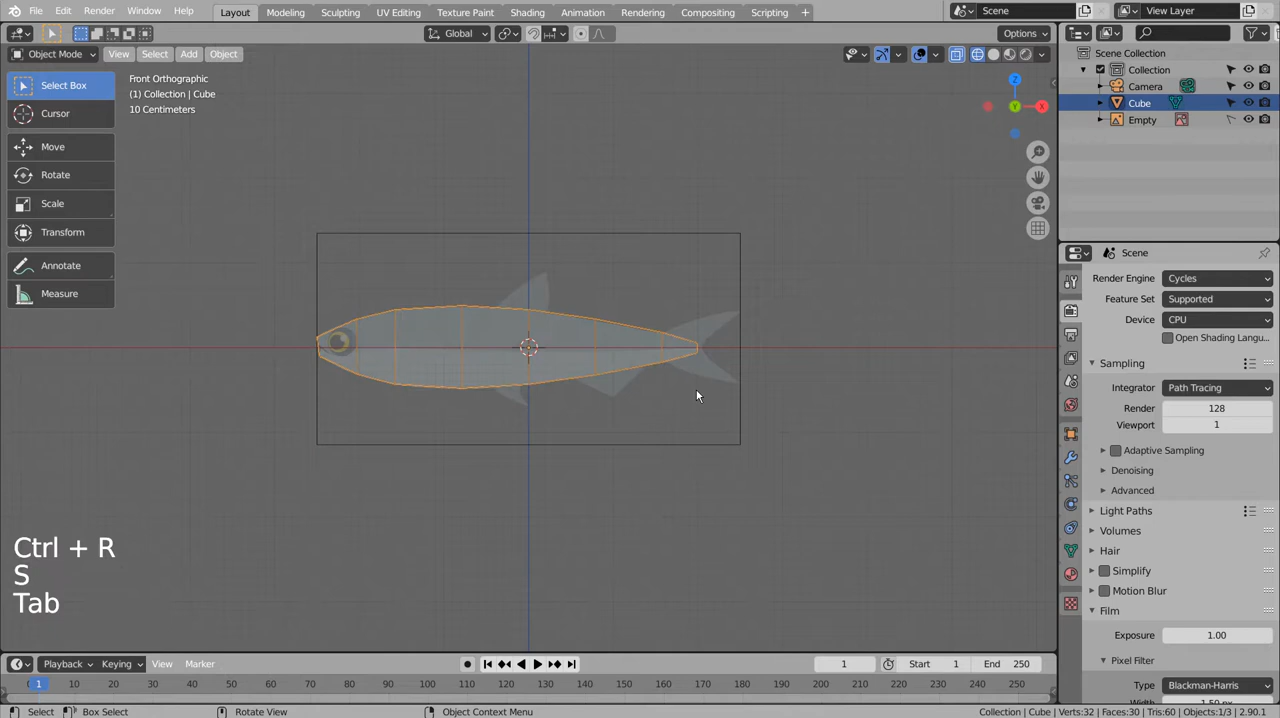 File Edit Render Window Help Layout Modeling Sculpting UV Editing Texture Paint Shading Animation Rendering Compositing Scripting + Scene View Layer
Global Options
Object Mode View Select Add Object
Select Box
Cursor
Move
Rotate
Scale
Transform
Annotate
Measure
Front Orthographic
(1) Collection | Cube
10 Centimeters
Z
Y
X
Ctrl + R
S
Tab
Scene Collection
Collection
Camera
Cube
Empty
Scene
Render Engine Cycles
Feature Set Supported
Device CPU
Open Shading Langu...
Sampling
Integrator Path Tracing
Render 128
Viewport 1
Adaptive Sampling
Denoising
Advanced
Light Paths
Volumes
Hair
Simplify
Motion Blur
Film
Exposure 1.00
Pixel Filter
Type Blackman-Harris
Playback Keying View Marker 1 Start 1 End 250
1 10 20 30 40 50 60 70 80 90 100 110 120 130 140 150 160 170 180 190 200 210 220 230 240 250
Select Box Select Rotate View Object Context Menu Collection | Cube | Verts:32 | Faces:30 | Tris:60 | Objects:1/3 | 2.90.1